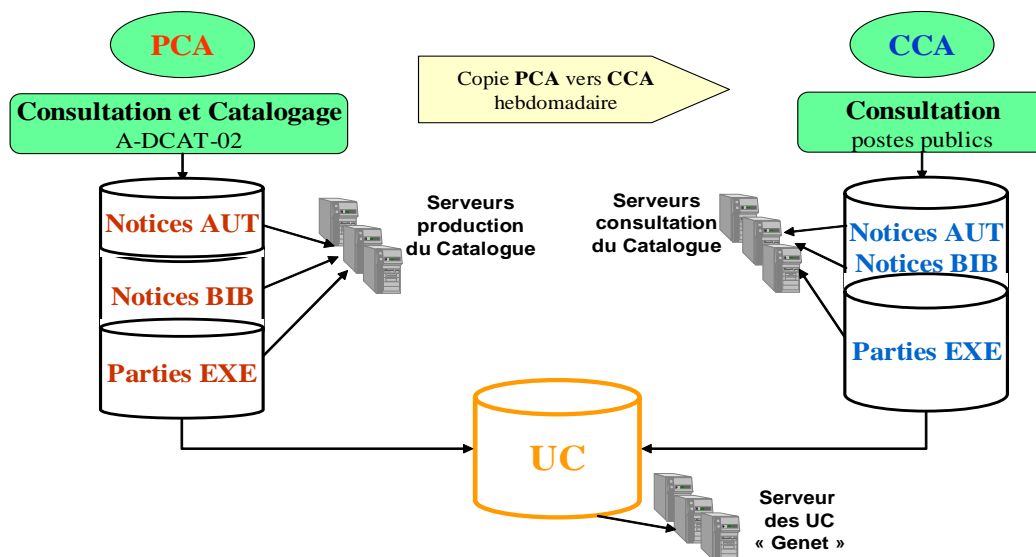 PCA
CCA
Copie PCA vers CCA
hebdomadaire
Consultation et Catalogage
A-DCAT-02
Consultation
postes publics
Notices AUT
Notices BIB
Parties EXE
Serveurs
production
du Catalogue
Serveurs
consultation
du Catalogue
Notices AUT
Notices BIB
Parties EXE
UC
Serveur
des UC
« Genet »